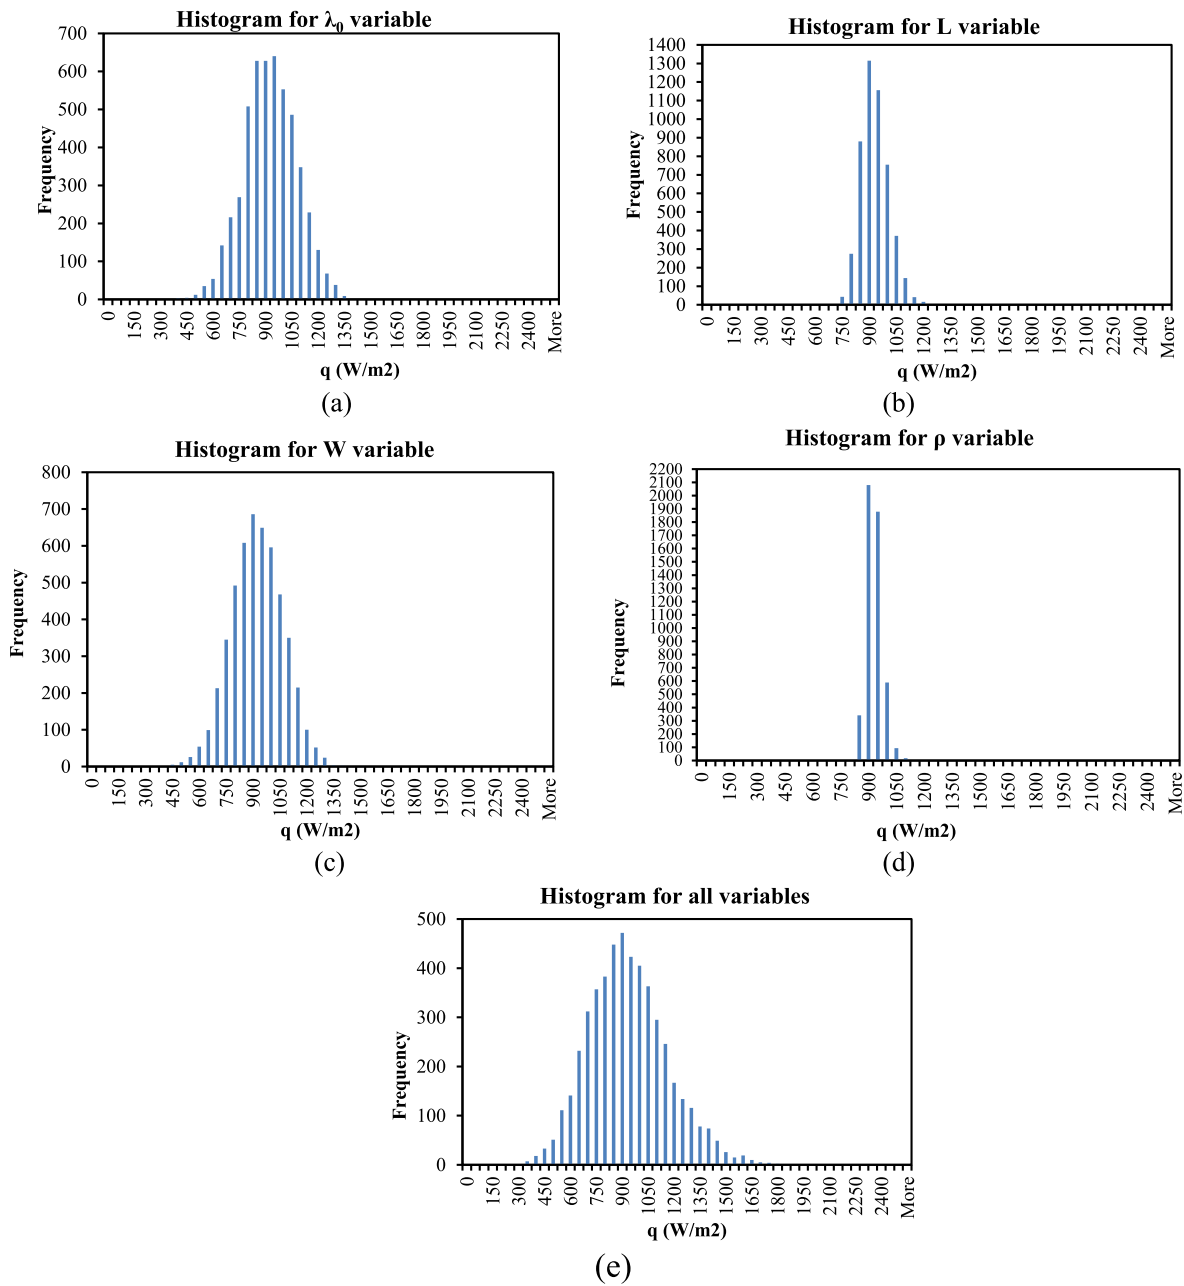 Histogram for λ0 variable
700
600
500
400
300
200
100
0
Frequency
0 150 300 450 600 750 900 1050 1200 1350 1500 1650 1800 1950 2100 2250 2400 More
q (W/m2)
(a)
Histogram for L variable
1400
1300
1200
1100
1000
900
800
700
600
500
400
300
200
100
0
Frequency
0 150 300 450 600 750 900 1050 1200 1350 1500 1650 1800 1950 2100 2250 2400 More
q (W/m2)
(b)
Histogram for W variable
800
700
600
500
400
300
200
100
0
Frequency
0 150 300 450 600 750 900 1050 1200 1350 1500 1650 1800 1950 2100 2250 2400 More
q (W/m2)
(c)
Histogram for ρ variable
2200
2100
2000
1900
1800
1700
1600
1500
1400
1300
1200
1100
1000
900
800
700
600
500
400
300
200
100
0
Frequency
0 150 300 450 600 750 900 1050 1200 1350 1500 1650 1800 1950 2100 2250 2400 More
q (W/m2)
(d)
Histogram for all variables
500
400
300
200
100
0
Frequency
0 150 300 450 600 750 900 1050 1200 1350 1500 1650 1800 1950 2100 2250 2400 More
q (W/m2)
(e)